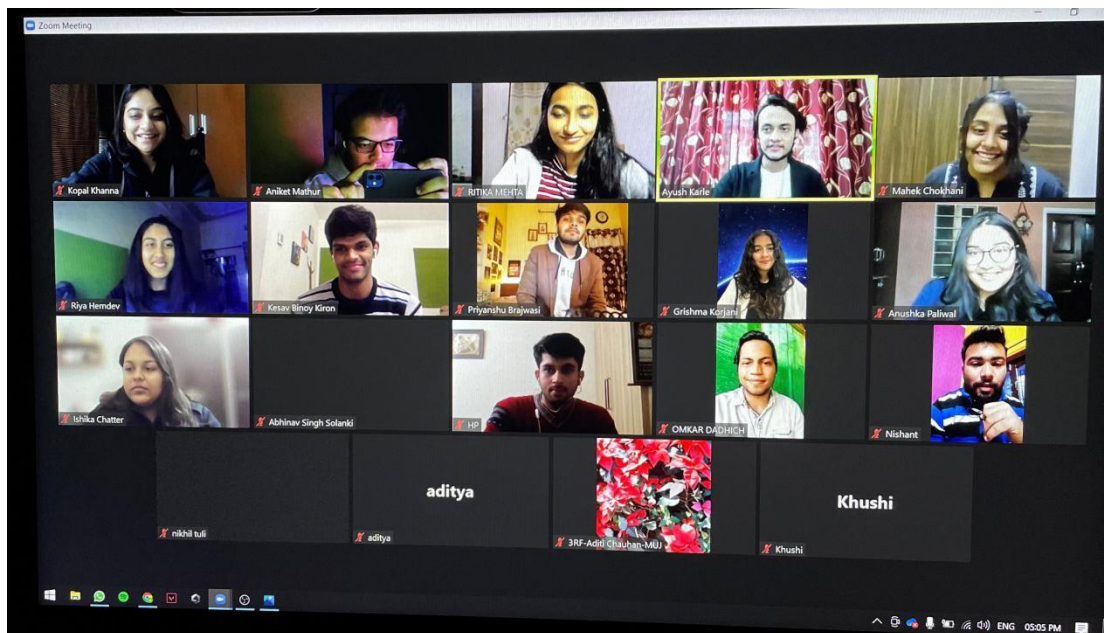 Zoom Meeting
Kopal Khanna
Aniket Mathur
RITIKA MEHTA
Ayush Karle
Mahek Chokhani
Riya Hemdev
Kesav Binoy Kiron
Priyanshu Brajwasi
Grishma Korjani
Anushka Paliwal
Ishika Chatter
Abhinav Singh Solanki
HP
OMKAR DADHICH
Nishant
nikhil tuli
aditya
aditya
3RF-Aditi Chauhan-MUJ
Khushi
Khushi
ENG
05:05 PM